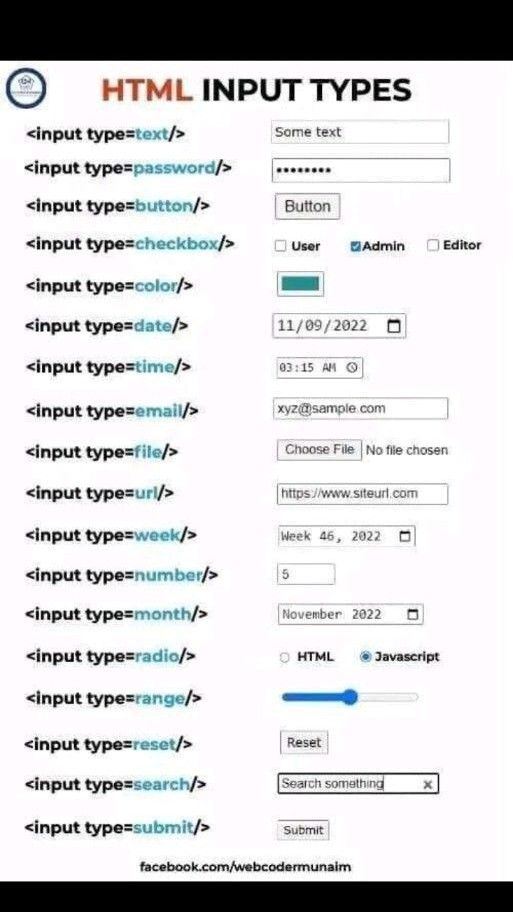 HTML INPUT TYPES
<input type=text/> Some text
<input type=password/> ••••••••
<input type=button/> Button
<input type=checkbox/> User Admin Editor
<input type=color/>
<input type=date/> 11/09/2022
<input type=time/> 03:15 AM
<input type=email/> xyz@sample.com
<input type=file/> Choose File No file chosen
<input type=url/> https://www.siteurl.com
<input type=week/> Week 46, 2022
<input type=number/> 5
<input type=month/> November 2022
<input type=radio/> HTML Javascript
<input type=range/>
<input type=reset/> Reset
<input type=search/> Search something
<input type=submit/> Submit
facebook.com/webcodermunaim